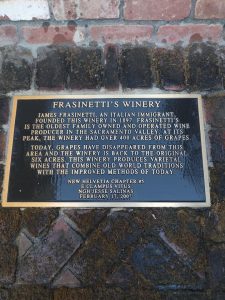 FRASINETTI'S WINERY
JAMES FRASINETTI, AN ITALIAN IMMIGRANT,
FOUNDED THIS WINERY IN 1897. FRASINETTI'S
IS THE OLDEST FAMILY OWNED AND OPERATED WINE
PRODUCER IN THE SACRAMENTO VALLEY. AT ITS
PEAK, THE WINERY HAD OVER 400 ACRES OF GRAPES.
TODAY, GRAPES HAVE DISAPPEARED FROM THIS
AREA AND THE WINERY IS BACK TO THE ORIGINAL
SIX ACRES. THIS WINERY PRODUCES VARIETAL
WINES THAT COMBINE OLD WORLD TRADITIONS
WITH THE IMPROVED METHODS OF TODAY.
NEW HELVETIA CHAPTER #5
E CLAMPUS VITUS
NGH JESSE SALINAS
FEBRUARY 17, 2007